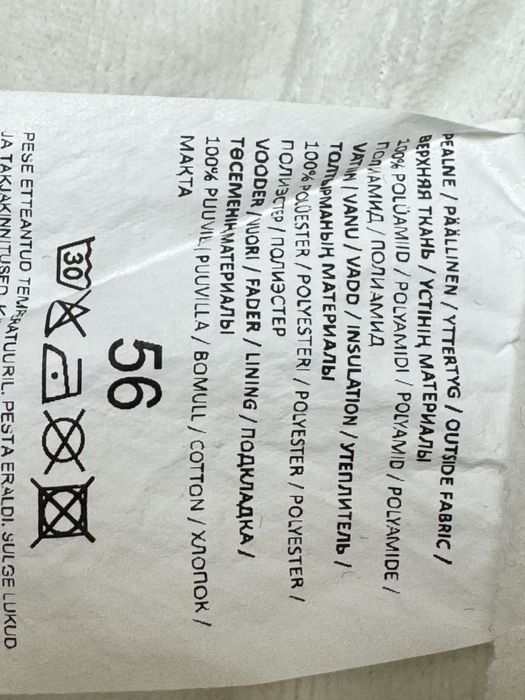 PEALNE / PÄÄLLINEN / YTTERTYG / OUTSIDE FABRIC /
ВЕРХНЯЯ ТКАНЬ / ҮСТІНІҢ МАТЕРИАЛЫ
100% POLÜAMIID / POLYAMIDI / POLYAMID / POLYAMIDE /
ПОЛИАМИД / ПОЛИАМИД
VATIIN / VANU / VADD / INSULATION / УТЕПЛИТЕЛЬ /
ТОЛТЫРМАНЫҢ МАТЕРИАЛЫ
100% POLÜESTER / POLYESTERI / POLYESTER / POLYESTER /
ПОЛИЭСТЕР / ПОЛИЭСТЕР
VOODER / VUORI / FADER / LINING / ПОДКЛАДКА /
ТӨСЕМЕНІҢ МАТЕРИАЛЫ
100% PUUVILL / PUUVILLA / BOMULL / COTTON / ХЛОПОК /
МАҚТА
56
30
PESE ETTEANTUD TEMPERATUURIL. PESTA ERALDI. SULGE LUKUD
JA TAKJAKINNITUSED.